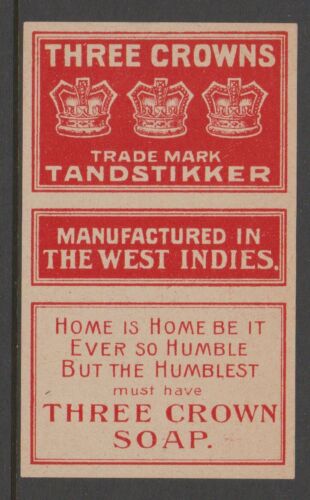 THREE CROWNS
TRADE MARK
TANDSTIKKER
MANUFACTURED IN
THE WEST INDIES.
HOME IS HOME BE IT
EVER SO HUMBLE
BUT THE HUMBLEST
must have
THREE CROWN
SOAP.